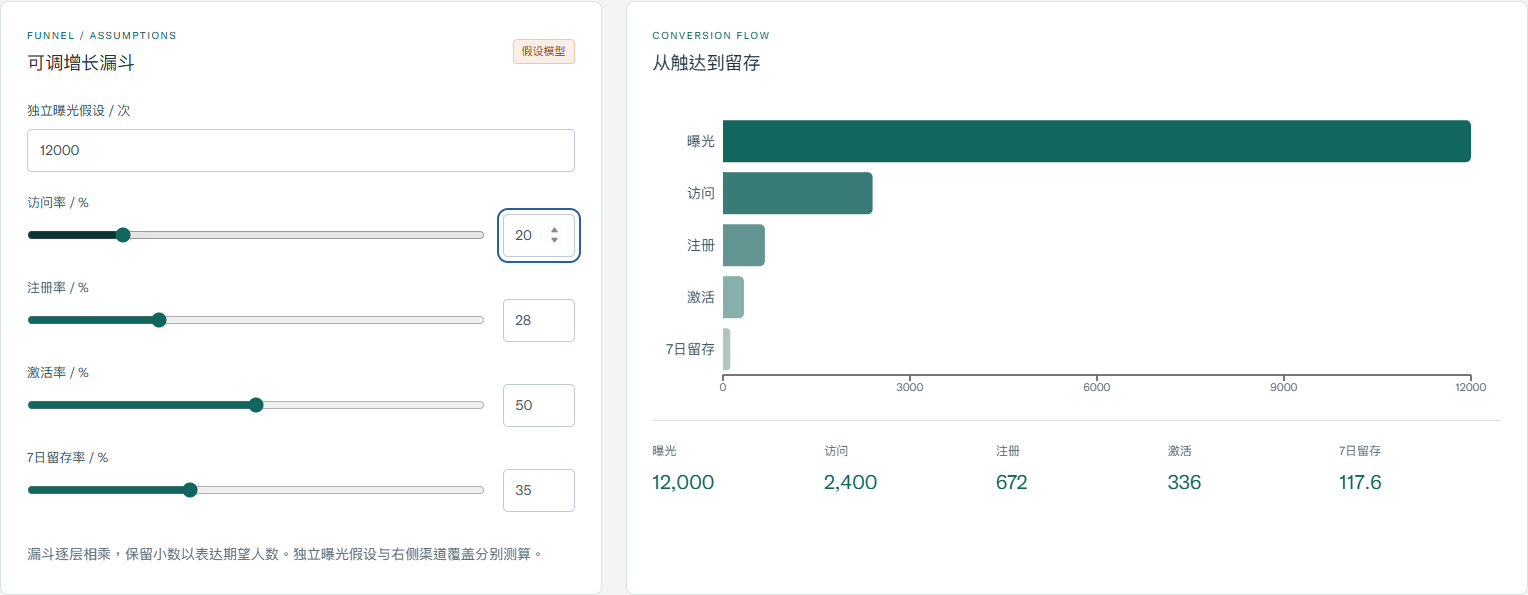 FUNNEL / ASSUMPTIONS
可调增长漏斗
假设模型
独立曝光假设 / 次
12000
访问率 / %
20
注册率 / %
28
激活率 / %
50
7日留存率 / %
35
漏斗逐层相乘，保留小数以表达期望人数。独立曝光假设与右侧渠道覆盖分别测算。
CONVERSION FLOW
从触达到留存
曝光
访问
注册
激活
7日留存
0 3000 6000 9000 12000
曝光 访问 注册 激活 7日留存
12,000 2,400 672 336 117.6